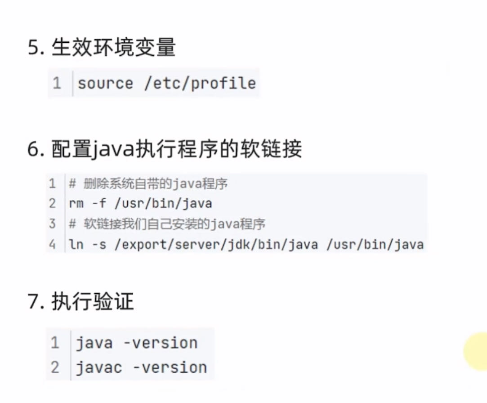 5. 生效环境变量
1 source /etc/profile
6. 配置java执行程序的软链接
1 # 删除系统自带的java程序
2 rm -f /usr/bin/java
3 # 软链接我们自己安装的java程序
4 ln -s /export/server/jdk/bin/java /usr/bin/java
7. 执行验证
1 java -version
2 javac -version